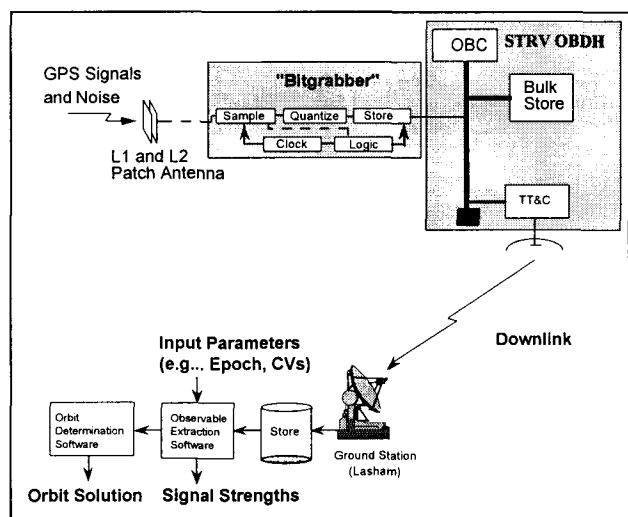 OBC
STRV OBDH
GPS Signals
and Noise
"Bitgrabber"
Bulk
Store
Sample
Quantize
Store
Clock
Logic
L1 and L2
Patch Antenna
TT&C
Downlink
Input Parameters
(e.g... Epoch, CVs)
Orbit
Determination
Software
Observable
Extraction
Software
Store
Ground Station
(Lasham)
Orbit Solution
Signal Strengths